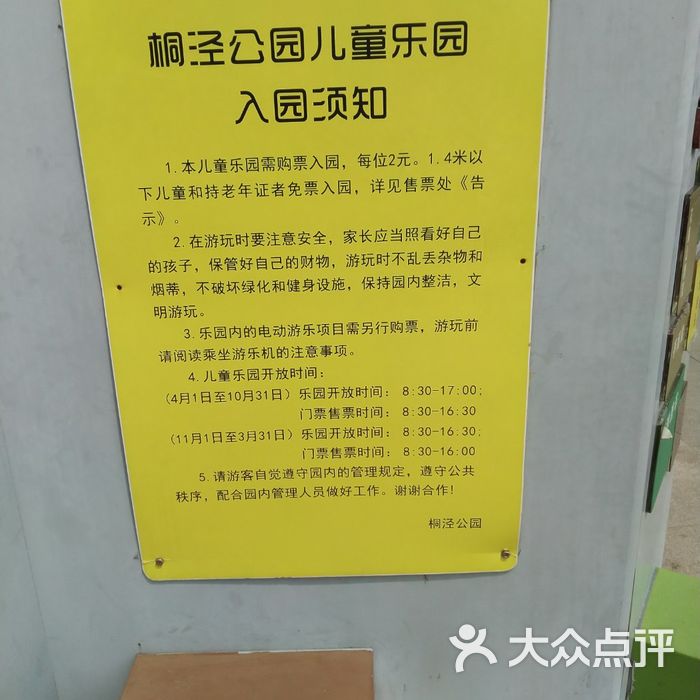 桐泾公园儿童乐园
入园须知
1.本儿童乐园需购票入园，每位2元。1.4米以
下儿童和持老年证者免票入园，详见售票处《告
示》。
2.在游玩时要注意安全，家长应当照看好自己
的孩子，保管好自己的财物，游玩时不乱丢杂物和
烟蒂，不破坏绿化和健身设施，保持园内整洁，文
明游玩。
3.乐园内的电动游乐项目需另行购票，游玩前
请阅读乘坐游乐机的注意事项。
4.儿童乐园开放时间：
(4月1日至10月31日）乐园开放时间： 8:30-17:00;
门票售票时间： 8:30-16:30
(11月1日至3月31日）乐园开放时间： 8:30-16:30;
门票售票时间： 8:30-16:00
5.请游客自觉遵守园内的管理规定，遵守公共
秩序，配合园内管理人员做好工作。谢谢合作！
桐泾公园
大众点评